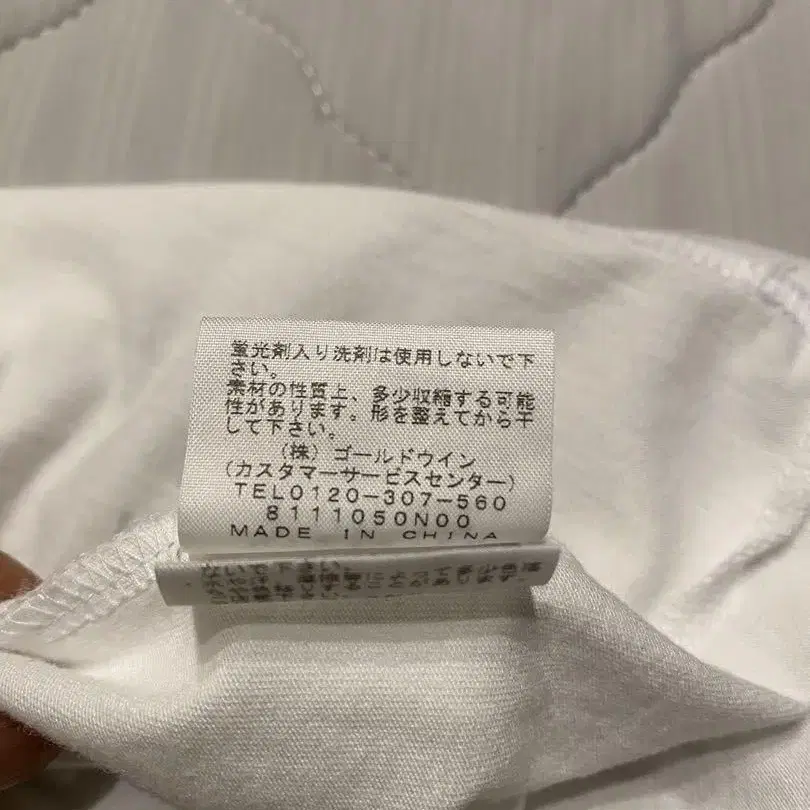 蛍光剤入り洗剤は使用しないで下
さい。
素材の性質上、多少収縮する可能
性があります。形を整えてから干
して下さい。
(株)ゴールドウイン
(カスタマーサービスセンター)
TEL0120-307-560
8111050N00
MADE IN CHINA